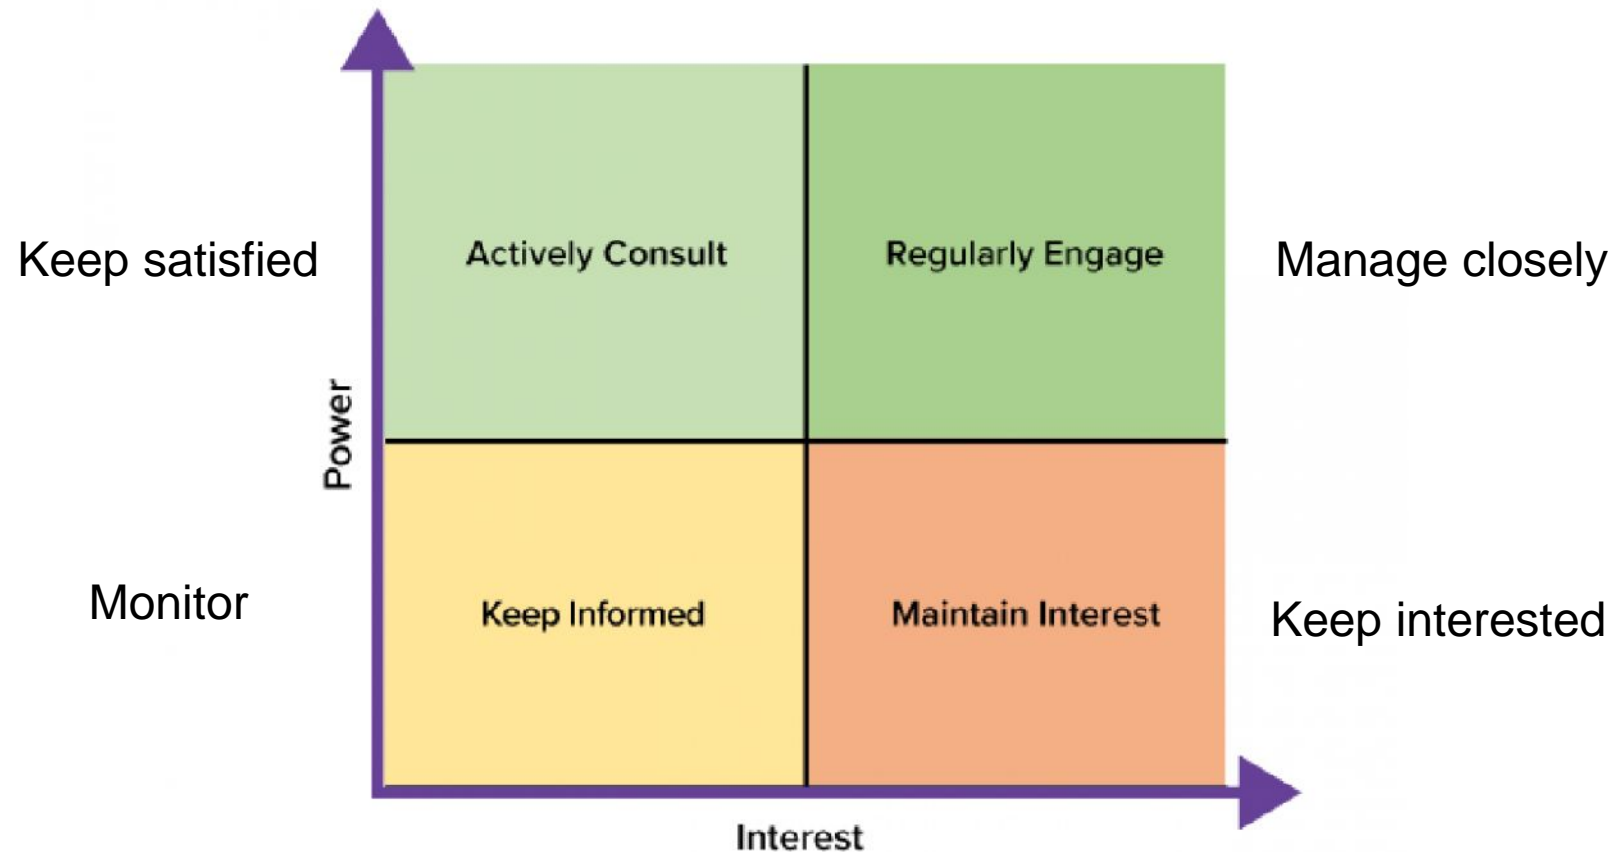 Keep satisfied
Actively Consult
Regularly Engage
Manage closely
Power
Monitor
Keep Informed
Maintain Interest
Keep interested
Interest